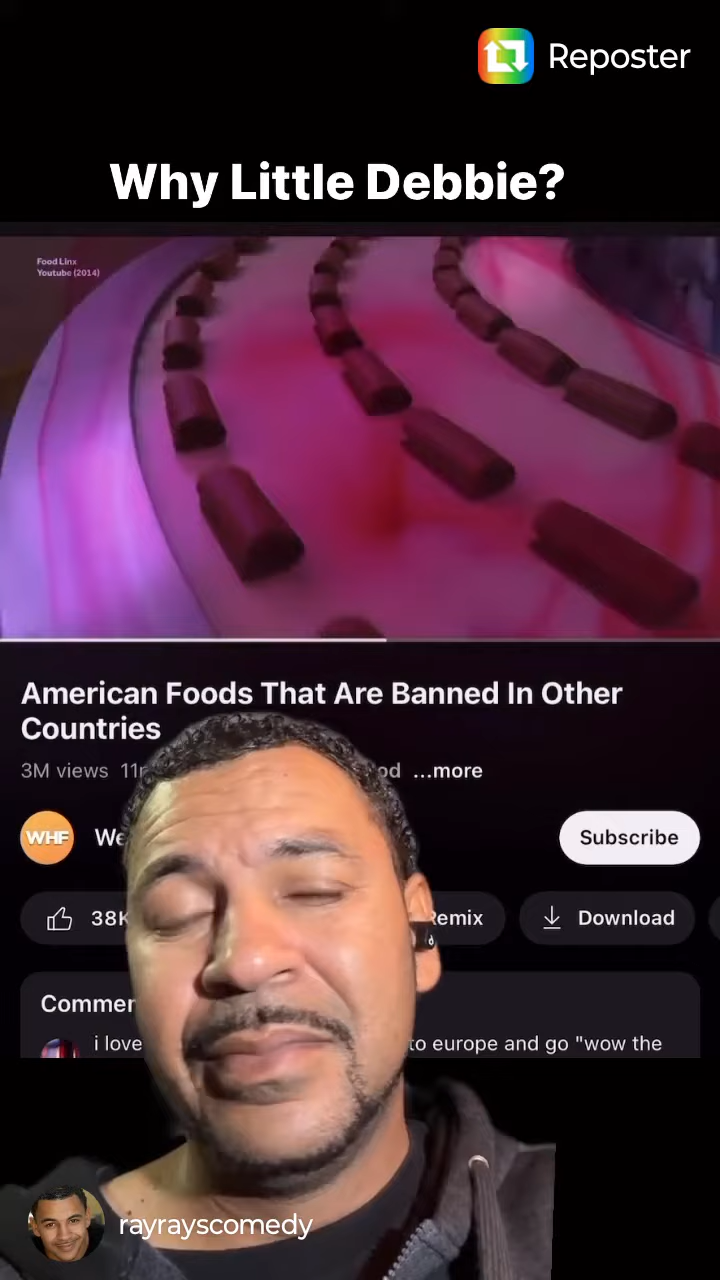 Reposter
Why Little Debbie?
Food Linx
Youtube (2014)
American Foods That Are Banned In Other
Countries
3M views ...more
WHF
Subscribe
38K
Download
i love to europe and go "wow the
rayrayscomedy